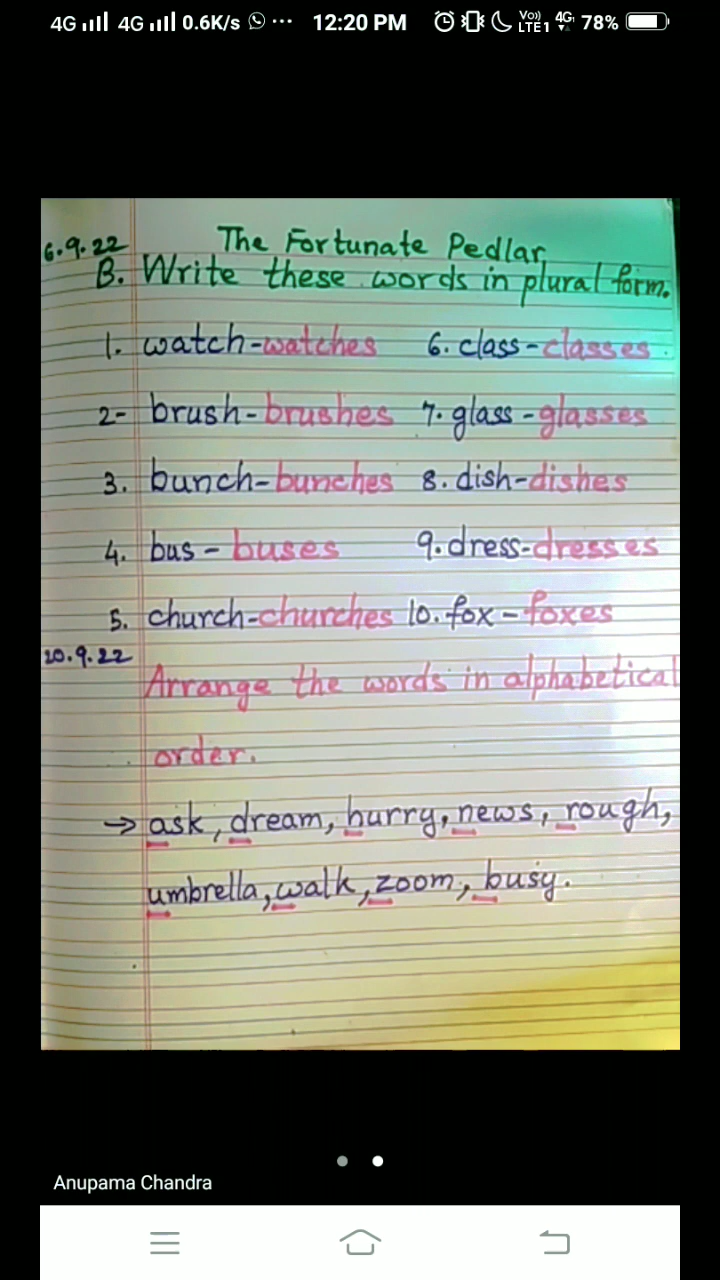 4G 4G 0.6K/s ... 12:20 PM Vo)) LTE1 4G 78%
6.9.22 The Fortunate Pedlar
B. Write these words in plural form.
1. watch-watches 6. class-classes.
2- brush-brushes 7. glass-glasses
3. bunch-bunches 8. dish-dishes
4. bus-buses 9. dress-dresses
5. church-churches 10. fox-foxes
10.9.22
Arrange the words in alphabetical
order.
→ ask, dream, hurry, news, rough,
umbrella, walk, zoom, busy.
Anupama Chandra